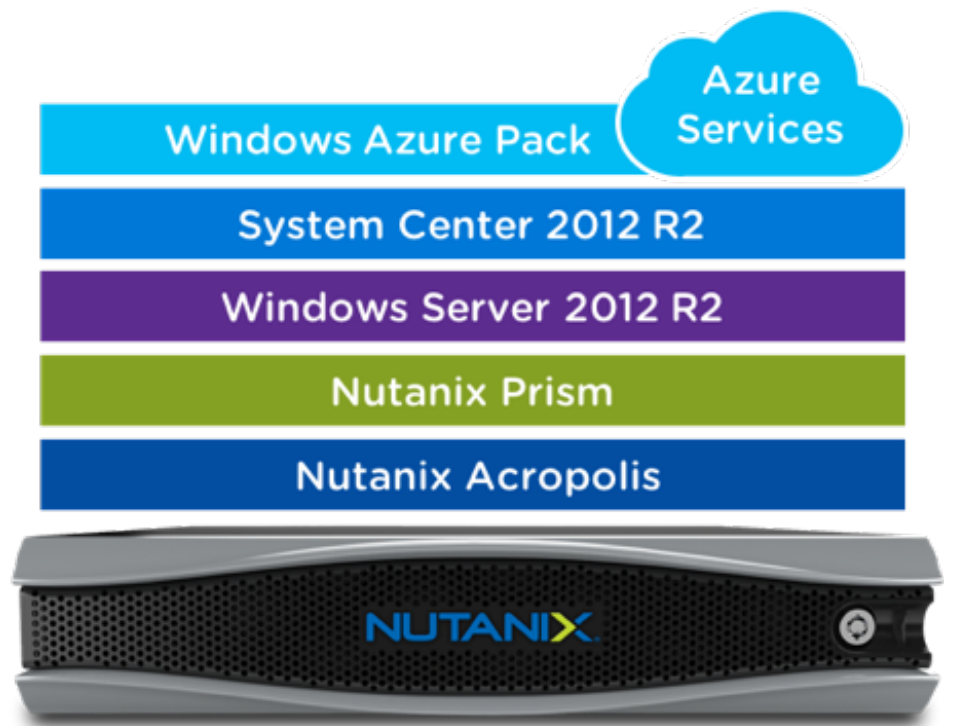 Azure
Services
Windows Azure Pack
System Center 2012 R2
Windows Server 2012 R2
Nutanix Prism
Nutanix Acropolis
NUTANIX